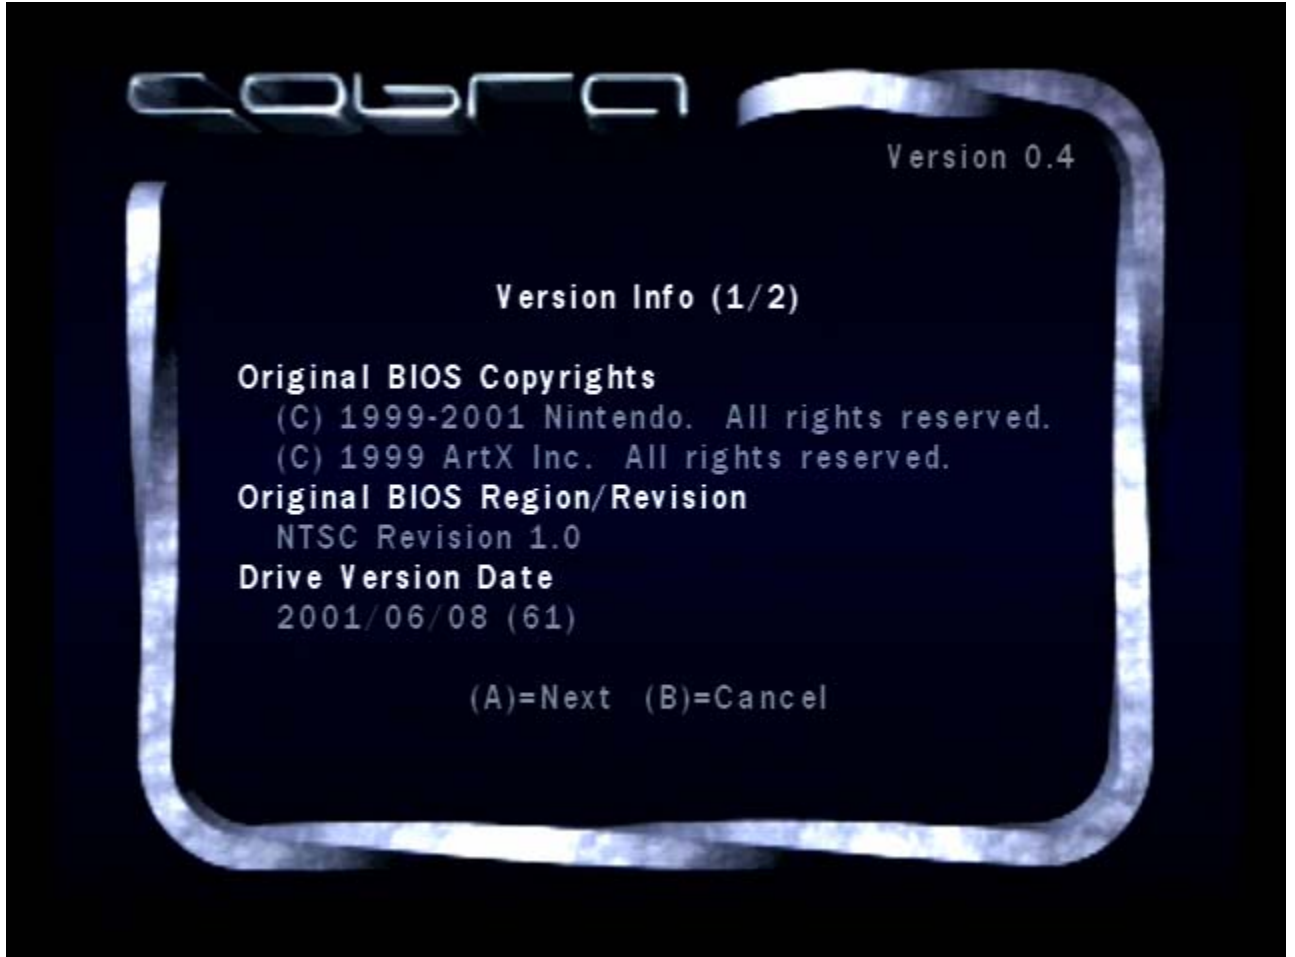 cobra
Version 0.4
Version Info (1/2)
Original BIOS Copyrights
(C) 1999-2001 Nintendo. All rights reserved.
(C) 1999 ArtX Inc. All rights reserved.
Original BIOS Region/Revision
NTSC Revision 1.0
Drive Version Date
2001/06/08 (61)
(A)=Next (B)=Cancel